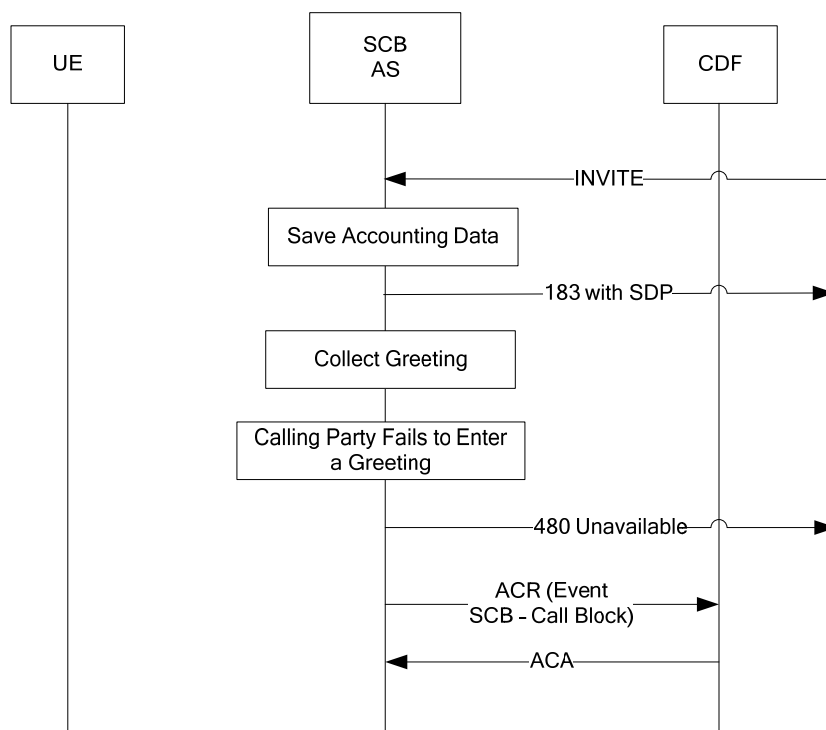 UE
SCB
AS
CDF
INVITE
Save Accounting Data
183 with SDP
Collect Greeting
Calling Party Fails to Enter
a Greeting
480 Unavailable
ACR (Event
SCB - Call Block)
ACA